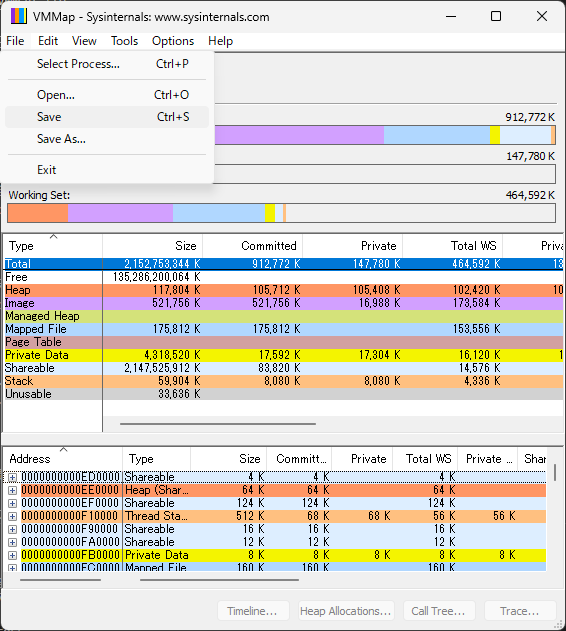 VMMap - Sysinternals: www.sysinternals.com
File Edit View Tools Options Help
Select Process... Ctrl+P
Open... Ctrl+O
Save Ctrl+S
Save As...
Exit
912,772 K
147,780 K
Working Set: 464,592 K
Type Size Committed Private Total WS Priva
Total 2,152,753,344 K 912,772 K 147,780 K 464,592 K 13
Free 135,286,200,064 K
Heap 117,804 K 105,712 K 105,408 K 102,420 K 10
Image 521,756 K 521,756 K 16,988 K 173,584 K
Managed Heap
Mapped File 175,812 K 175,812 K 153,556 K
Page Table
Private Data 4,318,520 K 17,592 K 17,304 K 16,120 K 1
Shareable 2,147,525,912 K 83,820 K 14,576 K
Stack 59,904 K 8,080 K 8,080 K 4,336 K
Unusable 33,636 K
Address Type Size Committ... Private Total WS Private ... Shar
0000000000ED0000 Shareable 4 K 4 K 4 K
0000000000EE0000 Heap (Shar... 64 K 64 K 64 K
0000000000EF0000 Shareable 124 K 124 K 124 K
0000000000F10000 Thread Sta... 512 K 68 K 68 K 56 K 56 K
0000000000F90000 Shareable 16 K 16 K 16 K
0000000000FA0000 Shareable 12 K 12 K 12 K
0000000000FB0000 Private Data 8 K 8 K 8 K 8 K 8 K
0000000000FC0000 Mapped File 160 K 160 K 160 K
Timeline... Heap Allocations... Call Tree... Trace...